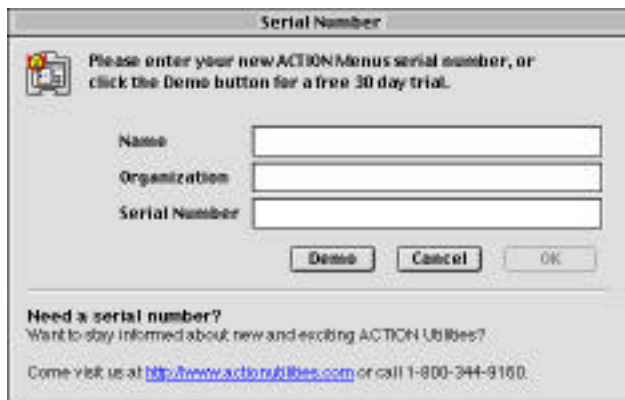 Serial Number
Please enter your new ACTION Menus serial number, or
click the Demo button for a free 30 day trial.
Name
Organization
Serial Number
Demo Cancel OK
Need a serial number?
Want to stay informed about new and exciting ACTION Utilities?
Come visit us at http://www.actionutilities.com or call 1-800-344-9160.